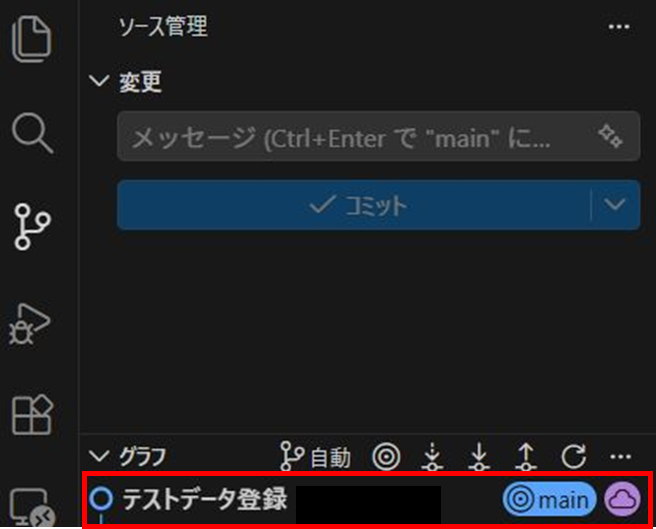 ソース管理
変更
メッセージ (Ctrl+Enter で "main" に...
コミット
グラフ 自動
テストデータ登録 main